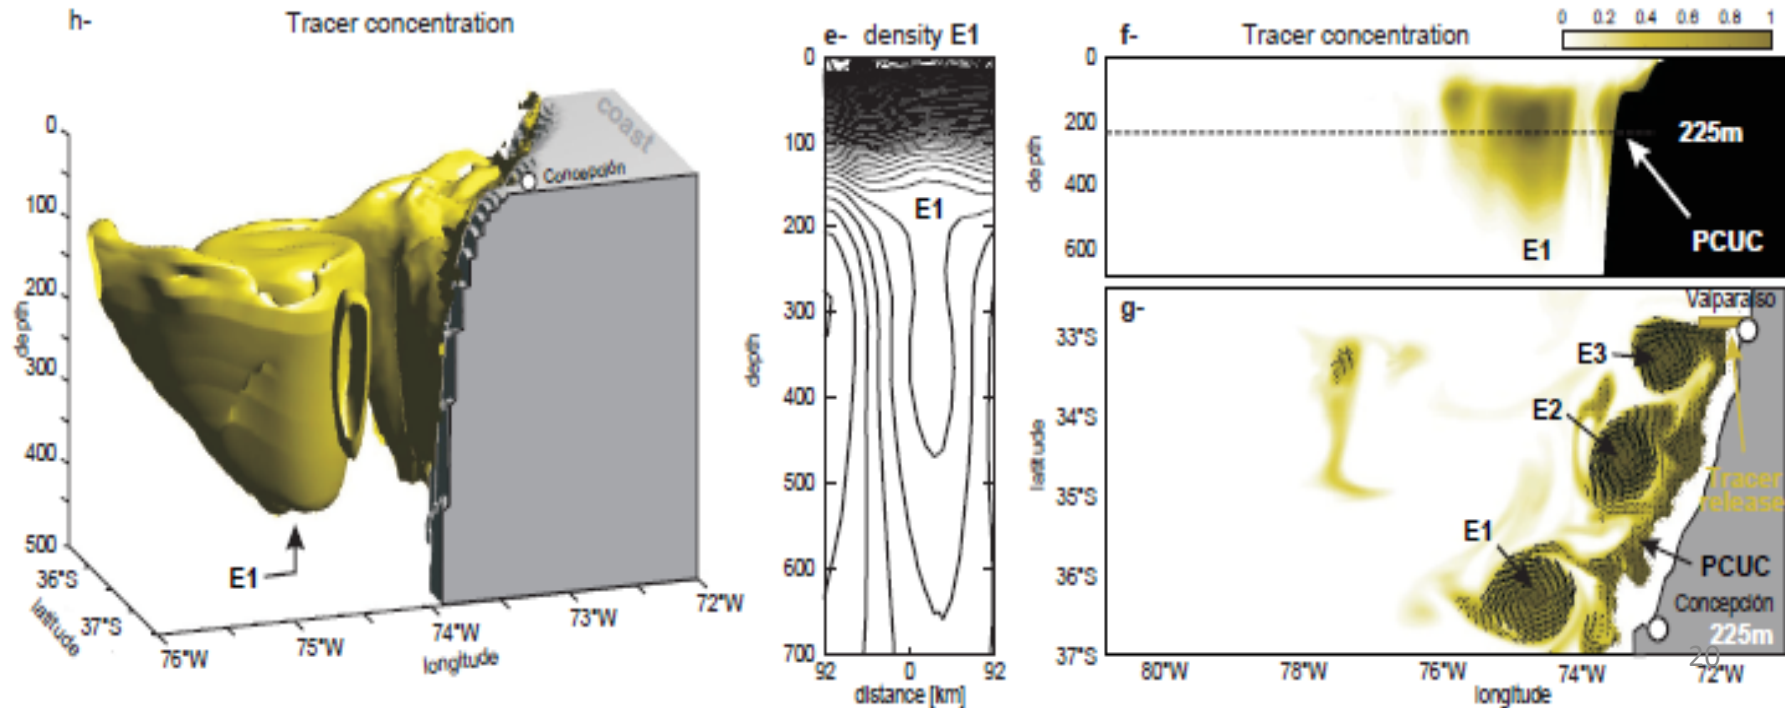 h- Tracer concentration
0
100
200
300
400
500
depth
coast
Concepción
E1
36°S
37°S
latitude
76°W
75°W
74°W
73°W
72°W
longitude
e- density E1
0
100
200
300
400
500
600
700
depth
E1
92 0 92
distance [km]
f- Tracer concentration
0 0.2 0.4 0.6 0.8 1
0
200
400
600
depth
225m
PCUC
E1
g-
Valparaíso
33°S
34°S
35°S
36°S
37°S
latitude
E3
E2
E1
Tracer
release
PCUC
Concepción
225m
20
80°W 78°W 76°W 74°W 72°W
longitude